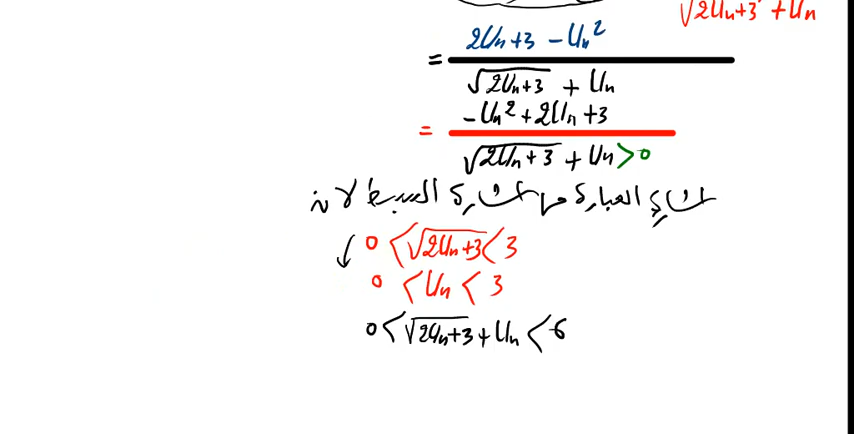 √2Un+3 + Un
2Un+3 - Un²
= ―――
√2Un+3 + Un
-Un² + 2Un + 3
= ―――
√2Un+3 + Un > 0
إشارة العبارة من إشارة البسط لأن
↓ 0 < √2Un+3 < 3
0 < Un < 3
0 < √2Un+3 + Un < 6